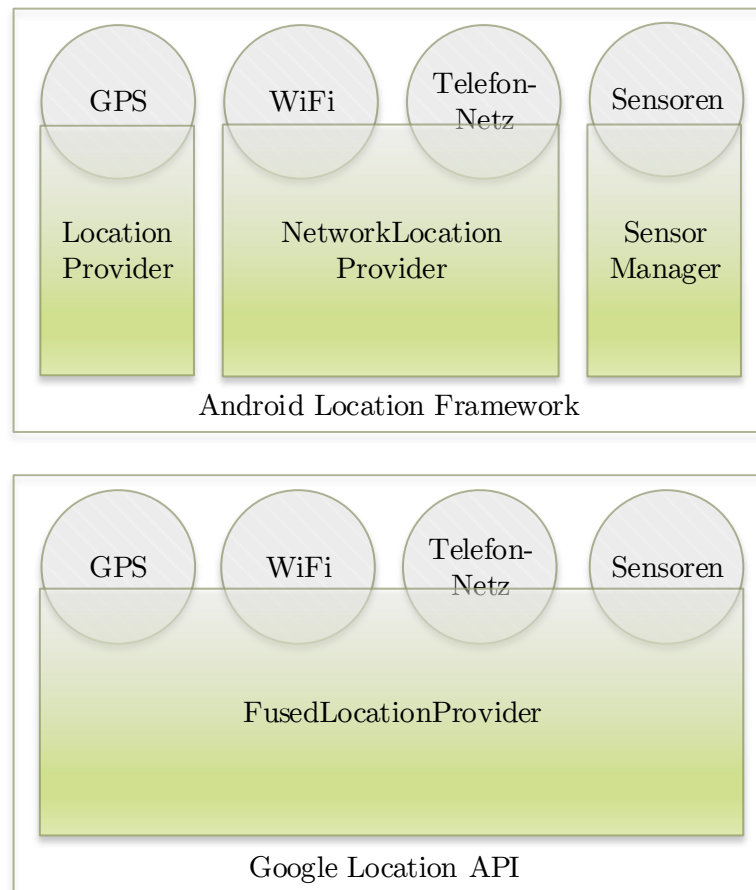 GPS
WiFi
Telefon-
Netz
Sensoren
Location
Provider
NetworkLocation
Provider
Sensor
Manager
Android Location Framework
GPS
WiFi
Telefon-
Netz
Sensoren
FusedLocationProvider
Google Location API